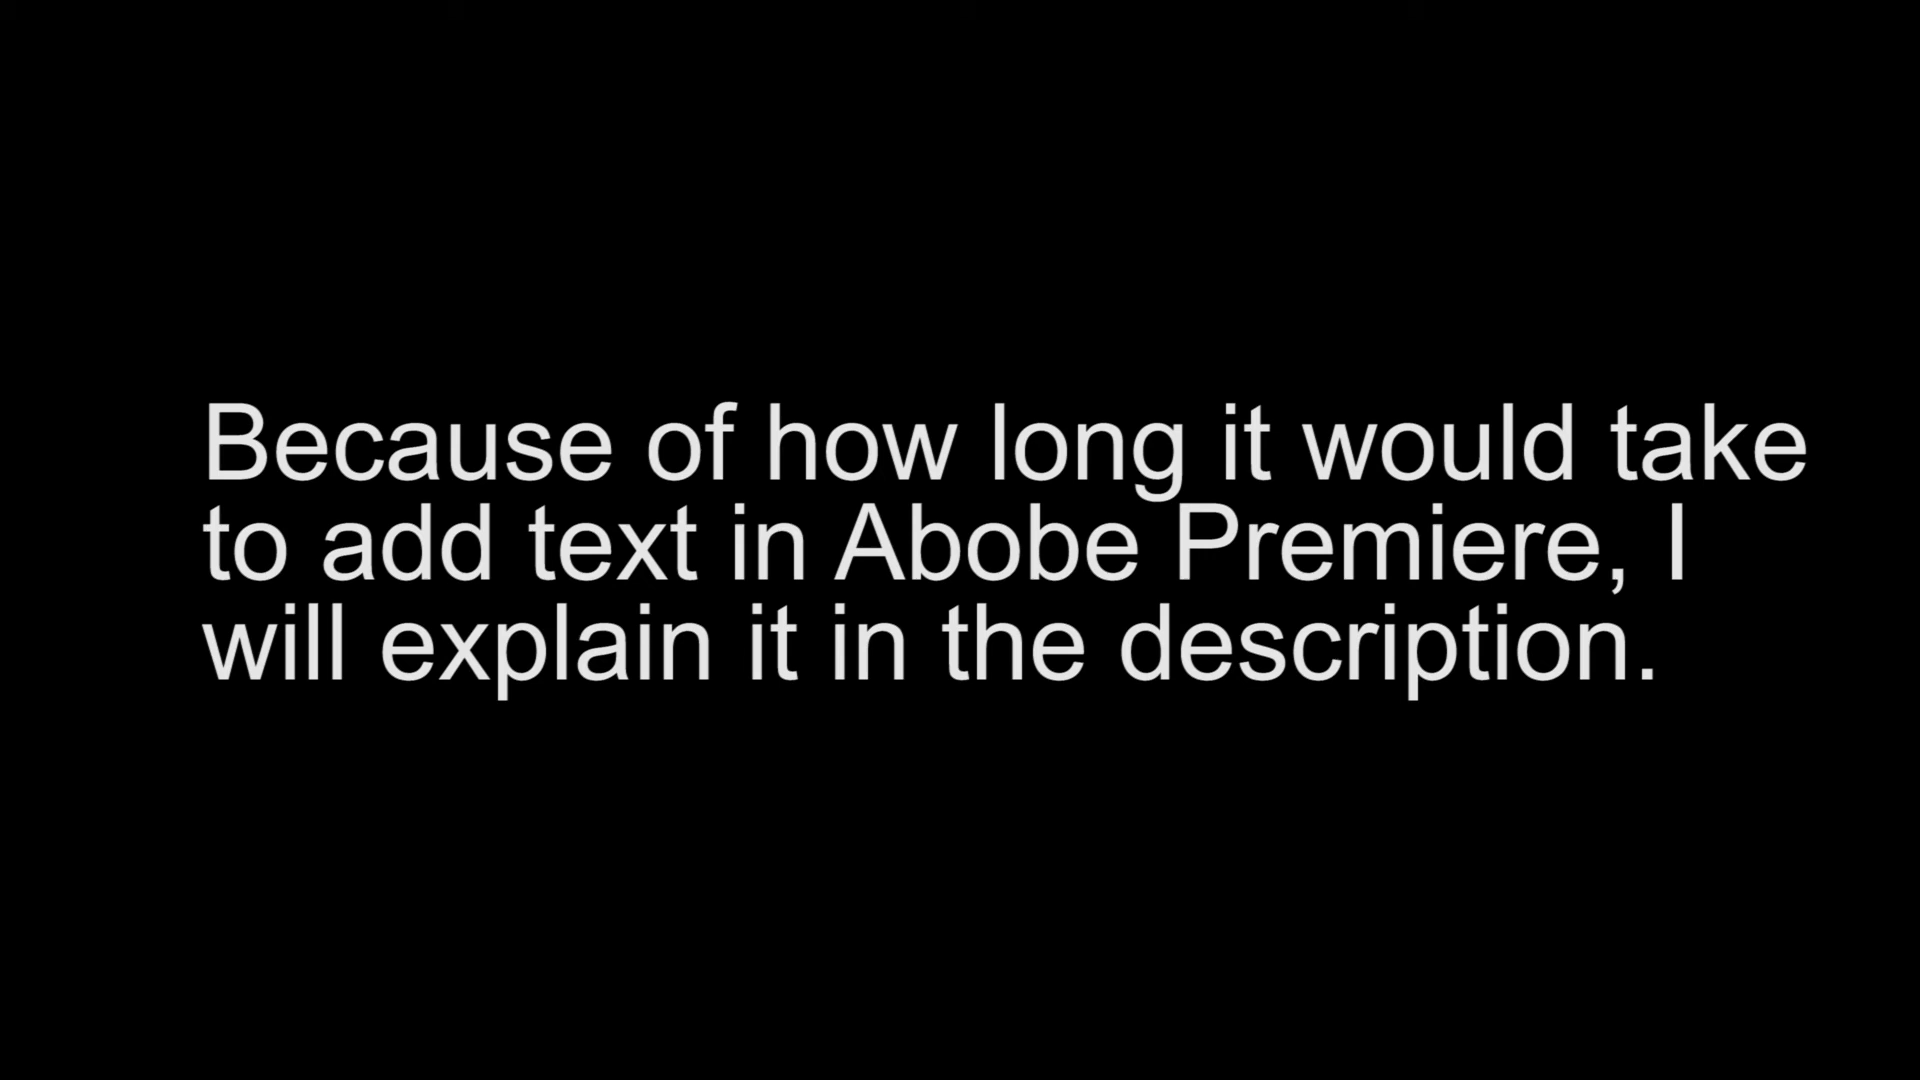 Because of how long it would take
to add text in Abobe Premiere, I
will explain it in the description.